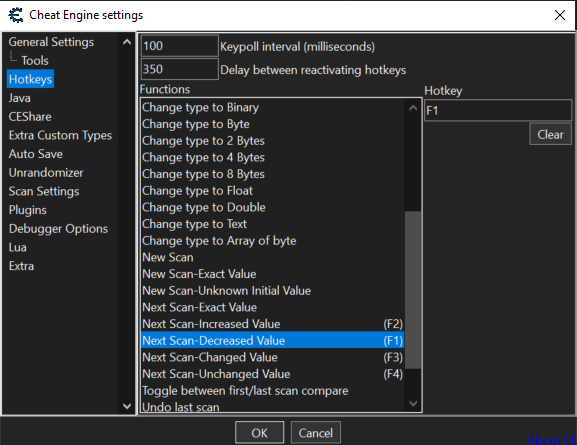 Cheat Engine settings
General Settings
Tools
Hotkeys
Java
CEShare
Extra Custom Types
Auto Save
Unrandomizer
Scan Settings
Plugins
Debugger Options
Lua
Extra
100 Keypoll interval (milliseconds)
350 Delay between reactivating hotkeys
Functions
Change type to Binary
Change type to Byte
Change type to 2 Bytes
Change type to 4 Bytes
Change type to 8 Bytes
Change type to Float
Change type to Double
Change type to Text
Change type to Array of byte
New Scan
New Scan-Exact Value
New Scan-Unknown Initial Value
Next Scan-Exact Value
Next Scan-Increased Value (F2)
Next Scan-Decreased Value (F1)
Next Scan-Changed Value (F3)
Next Scan-Unchanged Value (F4)
Toggle between first/last scan compare
Undo last scan
Hotkey
F1
Clear
OK
Cancel
About CE